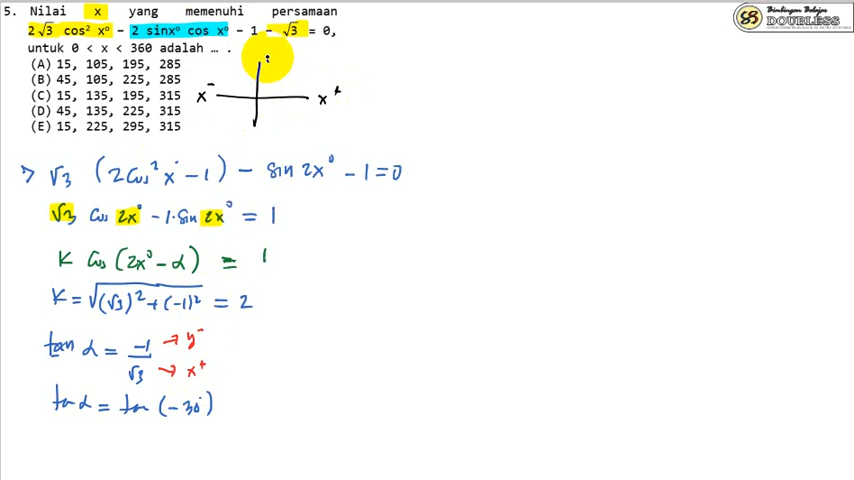 5. Nilai x yang memenuhi persamaan
2√3 cos² x° – 2 sinx° cos x° – 1 – √3 = 0,
untuk 0 < x < 360 adalah … .
(A) 15, 105, 195, 285
(B) 45, 105, 225, 285
(C) 15, 135, 195, 315
(D) 45, 135, 225, 315
(E) 15, 225, 295, 315
x⁻ x⁺
Bimbingan Belajar
DOUBLESS
√3 (2cos² x° – 1) – sin 2x° – 1 = 0
√3 cos 2x° – 1·sin 2x° = 1
K cos (2x° – α) = 1
K = √(√3)² + (–1)² = 2
tan α = –1/√3 → y⁻ → x⁺
tan α = tan (–30°)